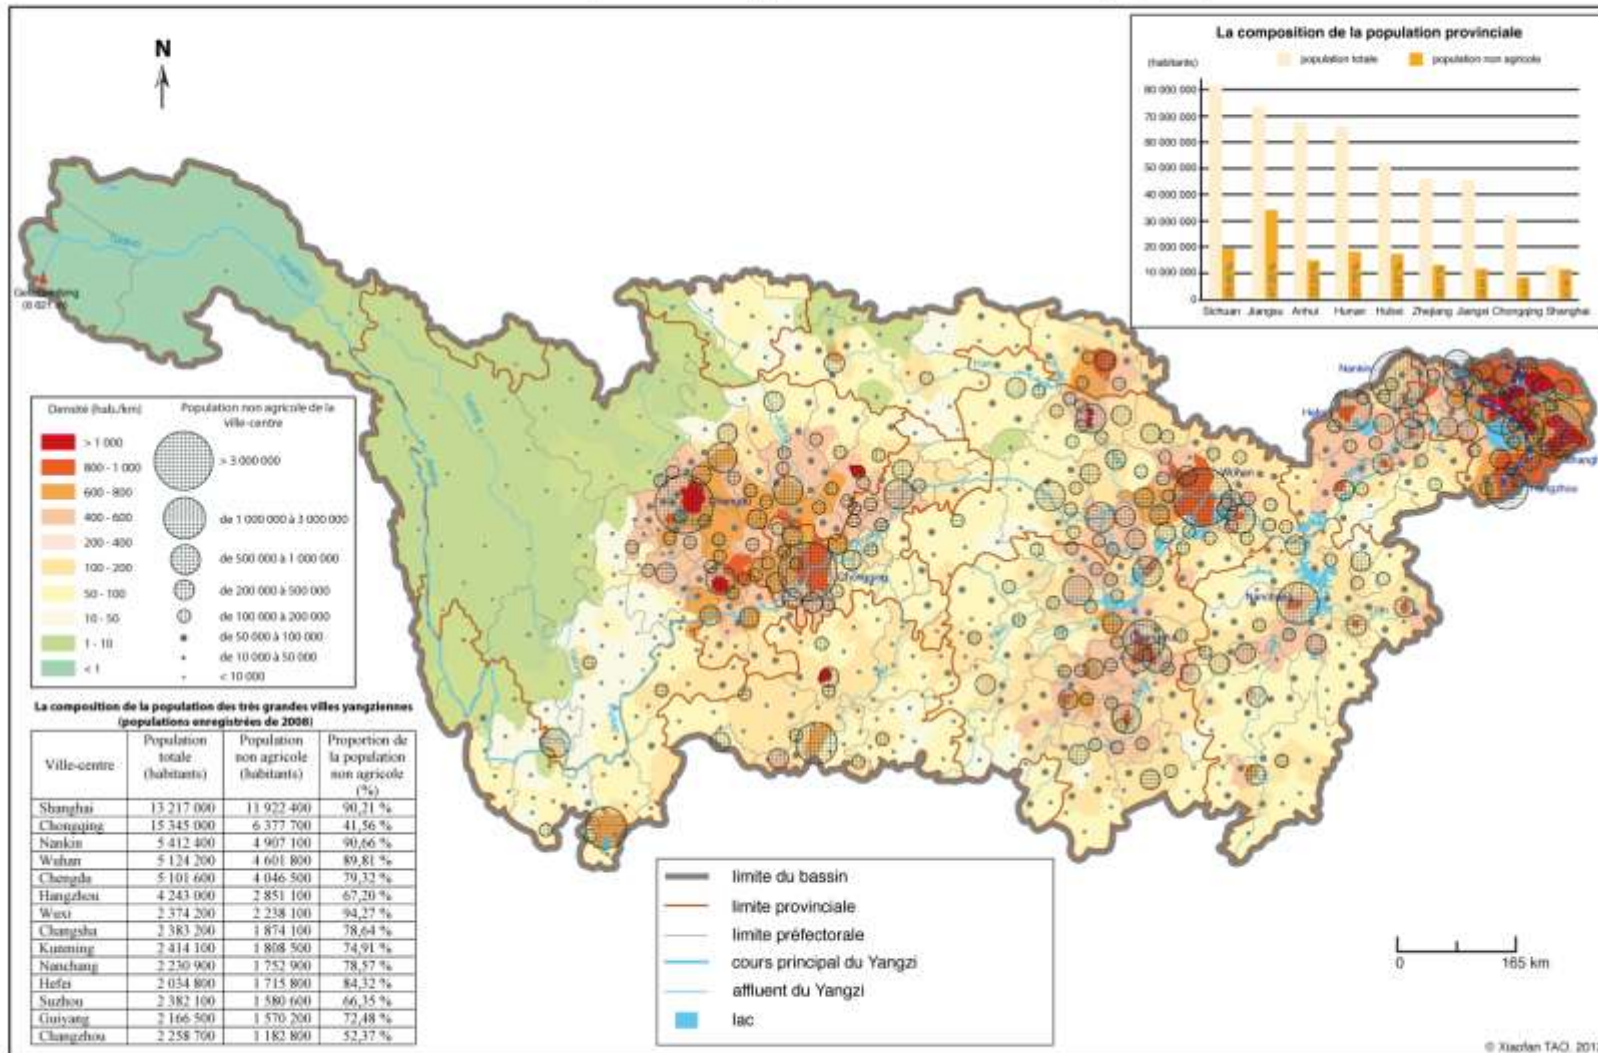 N
La composition de la population provinciale
population totale
population non agricole
(habitants)
80 000 000
70 000 000
60 000 000
50 000 000
40 000 000
30 000 000
20 000 000
10 000 000
0
Sichuan Jiangsu Anhui Hunan Hubei Zhejiang Jiangxi Chongqing Shanghai
Nankin
Hefei
Wuhan
Chongqing
Nanchang
Densité (hab./km)
Population non agricole de la
ville-centre
> 1 000
800 - 1 000
600 - 800
400 - 600
200 - 400
100 - 200
50 - 100
10 - 50
1 - 10
< 1
> 3 000 000
de 1 000 000 à 3 000 000
de 500 000 à 1 000 000
de 200 000 à 500 000
de 100 000 à 200 000
de 50 000 à 100 000
de 10 000 à 50 000
< 10 000
La composition de la population des très grandes villes yangziennes
(populations enregistrées de 2008)
Ville-centre
Population
totale
(habitants)
Population
non agricole
(habitants)
Proportion de
la population
non agricole
(%)
Shanghai 13 217 000 11 922 400 90,21 %
Chongqing 15 345 000 6 377 700 41,56 %
Nankin 5 412 400 4 907 100 90,66 %
Wuhan 5 124 200 4 601 800 89,81 %
Chengdu 5 101 600 4 046 500 79,32 %
Hangzhou 4 243 000 2 851 100 67,20 %
Wuxi 2 374 200 2 238 100 94,27 %
Changsha 2 383 200 1 874 100 78,64 %
Kunming 2 414 100 1 808 500 74,91 %
Nanchang 2 230 900 1 752 900 78,57 %
Hefei 2 034 800 1 715 800 84,32 %
Suzhou 2 382 100 1 580 600 66,35 %
Guiyang 2 166 500 1 570 200 72,48 %
Changzhou 2 258 700 1 182 800 52,37 %
limite du bassin
limite provinciale
limite préfectorale
cours principal du Yangzi
affluent du Yangzi
lac
0 165 km